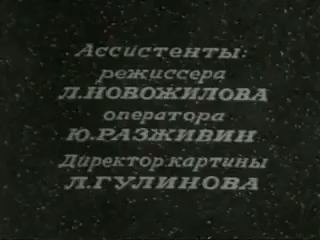 Ассистенты:
режиссера
Л.НОВОЖИЛОВА
оператора
Ю.РАЗЖИВИН
Директор картины
Л.ГУЛИНОВА